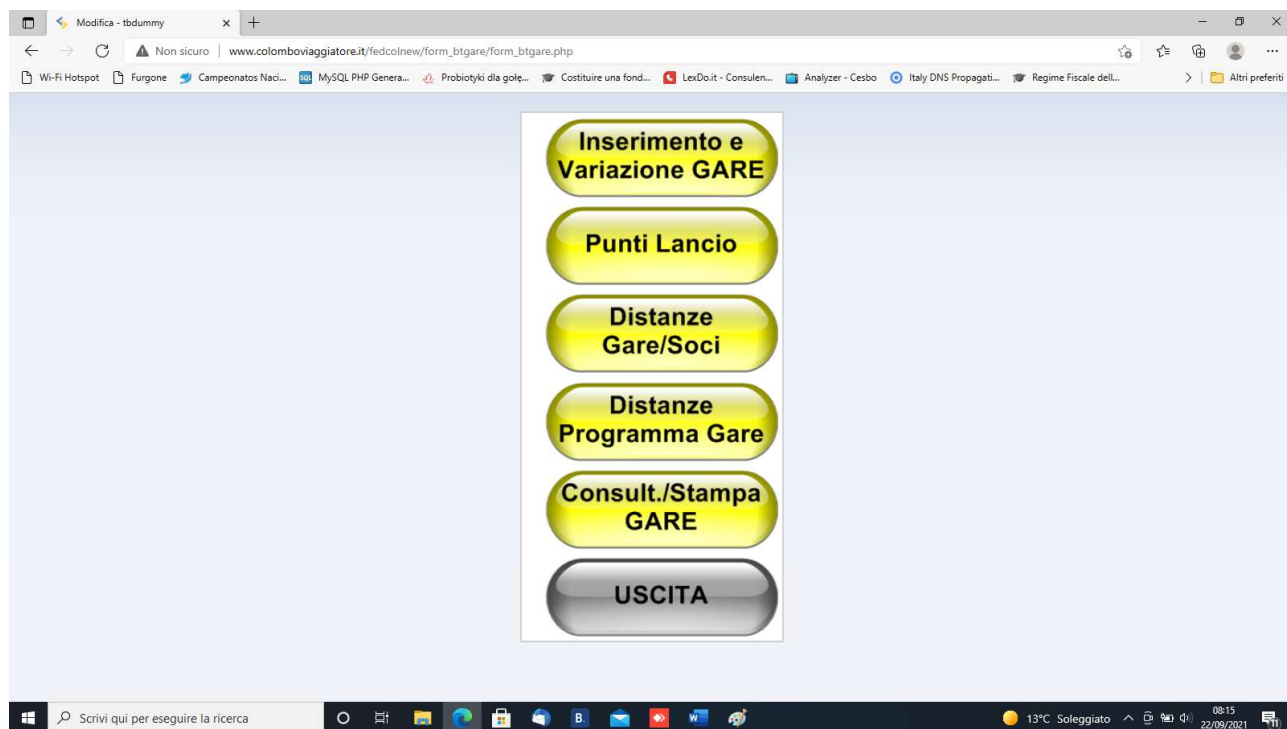 Modifica - tbdummy
Non sicuro www.colomboviaggiatore.it/fedcolnew/form_btgare/form_btgare.php
Wi-Fi Hotspot Furgone Campeonatos Naci... MySQL PHP Genera... Probiotyki dla gołę... Costituire una fond... LexDo.it - Consulen... Analyzer - Cesbo Italy DNS Propagati... Regime Fiscale dell... Altri preferiti
Inserimento e
Variazione GARE
Punti Lancio
Distanze
Gare/Soci
Distanze
Programma Gare
Consult./Stampa
GARE
USCITA
Scrivi qui per eseguire la ricerca
13°C Soleggiato
08:15
22/09/2021